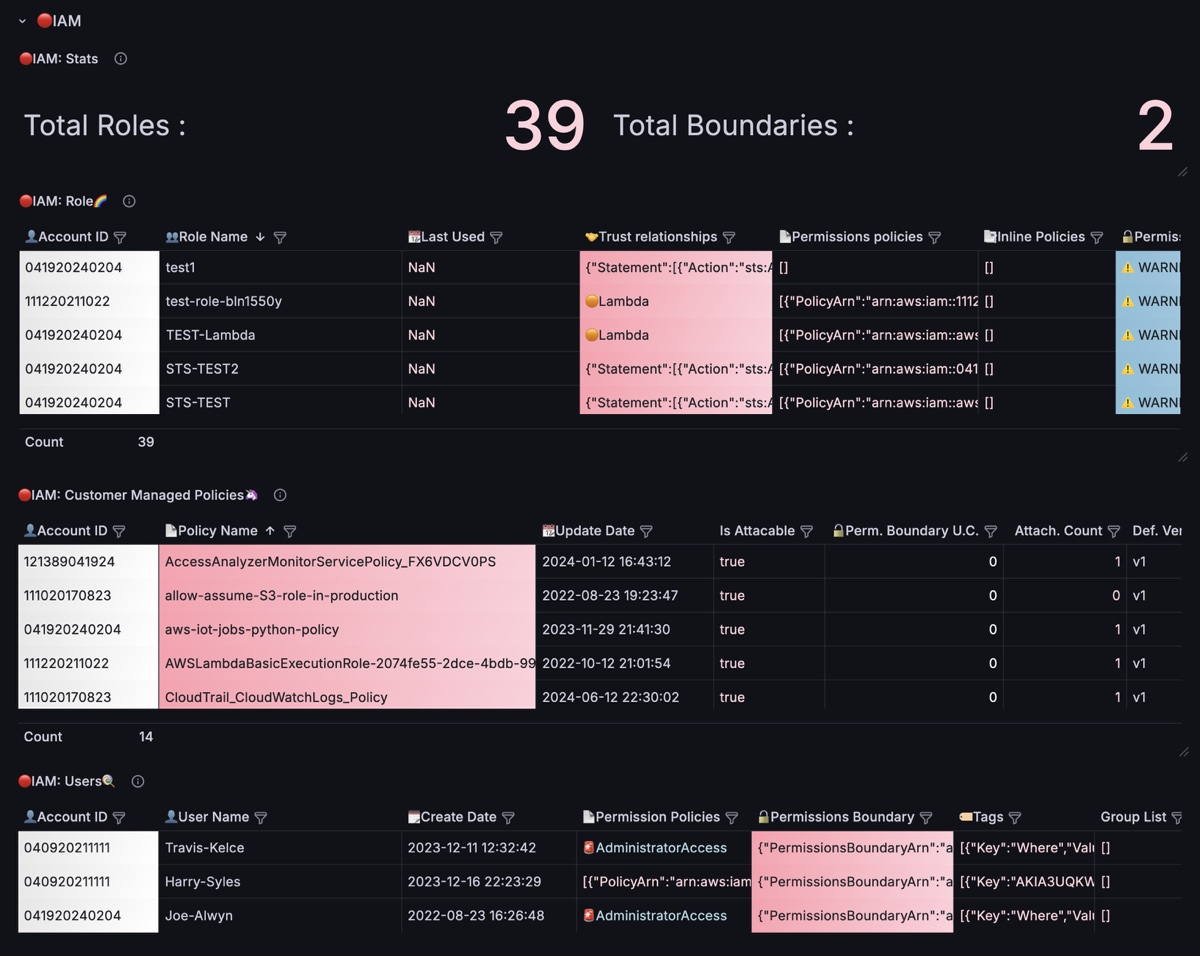 IAM
IAM: Stats
Total Roles : 39 Total Boundaries : 2
IAM: Role
Account ID Role Name ↓ Last Used Trust relationships Permissions policies Inline Policies Permis
041920240204 test1 NaN {"Statement":[{"Action":"sts:A [] [] WARN
111220211022 test-role-bln1550y NaN Lambda [{"PolicyArn":"arn:aws:iam::1112 [] WARN
041920240204 TEST-Lambda NaN Lambda [{"PolicyArn":"arn:aws:iam::aws [] WARN
041920240204 STS-TEST2 NaN {"Statement":[{"Action":"sts:A [{"PolicyArn":"arn:aws:iam::041 [] WARN
041920240204 STS-TEST NaN {"Statement":[{"Action":"sts:A [{"PolicyArn":"arn:aws:iam::aws [] WARN
Count 39
IAM: Customer Managed Policies
Account ID Policy Name ↑ Update Date Is Attacable Perm. Boundary U.C. Attach. Count Def. Ver
121389041924 AccessAnalyzerMonitorServicePolicy_FX6VDCV0PS 2024-01-12 16:43:12 true 0 1 v1
111020170823 allow-assume-S3-role-in-production 2022-08-23 19:23:47 true 0 0 v1
041920240204 aws-iot-jobs-python-policy 2023-11-29 21:41:30 true 0 1 v1
111220211022 AWSLambdaBasicExecutionRole-2074fe55-2dce-4bdb-99 2022-10-12 21:01:54 true 0 1 v1
111020170823 CloudTrail_CloudWatchLogs_Policy 2024-06-12 22:30:02 true 0 1 v1
Count 14
IAM: Users
Account ID User Name Create Date Permission Policies Permissions Boundary Tags Group List
040920211111 Travis-Kelce 2023-12-11 12:32:42 AdministratorAccess {"PermissionsBoundaryArn":"a [{"Key":"Where","Valu []
040920211111 Harry-Syles 2023-12-16 22:23:29 [{"PolicyArn":"arn:aws:iam {"PermissionsBoundaryArn":"a [{"Key":"AKIA3UQKW []
041920240204 Joe-Alwyn 2022-08-23 16:26:48 AdministratorAccess {"PermissionsBoundaryArn":"a [{"Key":"Where","Valu []